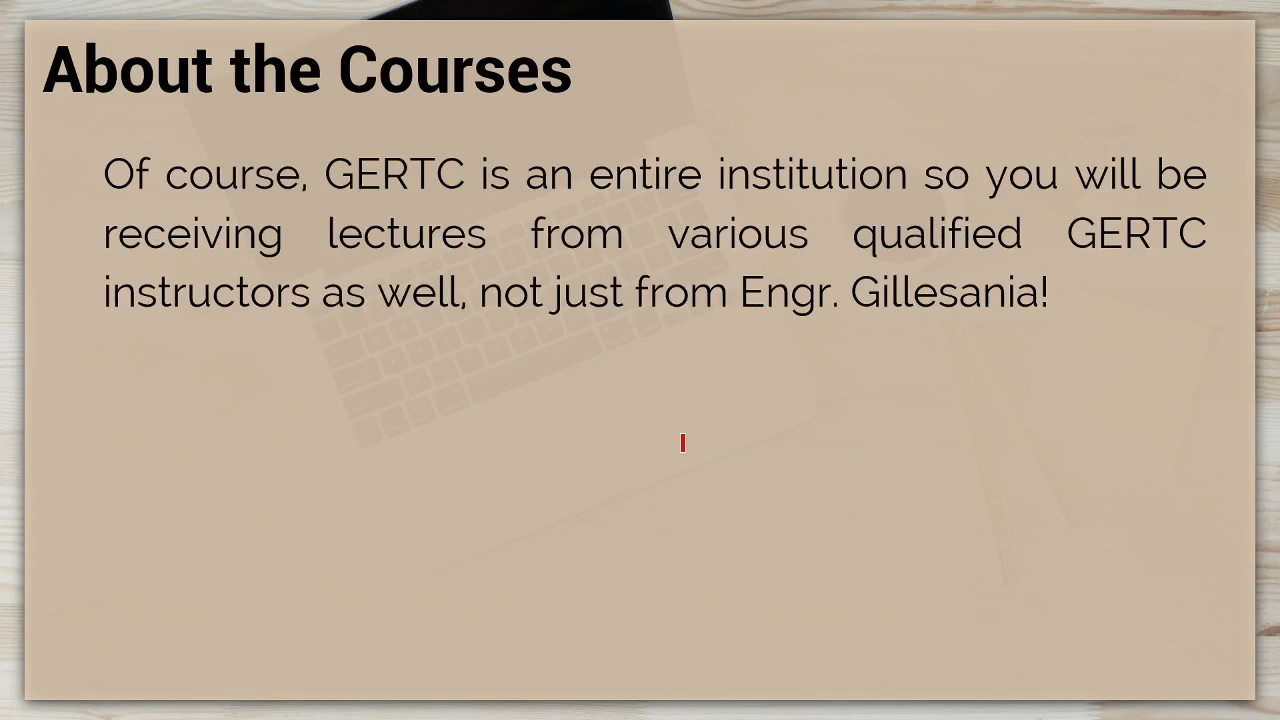 About the Courses
Of course, GERTC is an entire institution so you will be
receiving lectures from various qualified GERTC
instructors as well, not just from Engr. Gillesania!